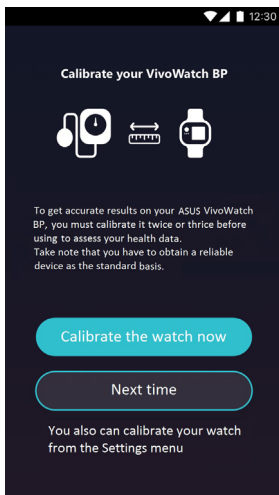 12:30
Calibrate your VivoWatch BP
To get accurate results on your ASUS VivoWatch
BP, you must calibrate it twice or thrice before
using to assess your health data.
Take note that you have to obtain a reliable
device as the standard basis.
Calibrate the watch now
Next time
You also can calibrate your watch
from the Settings menu